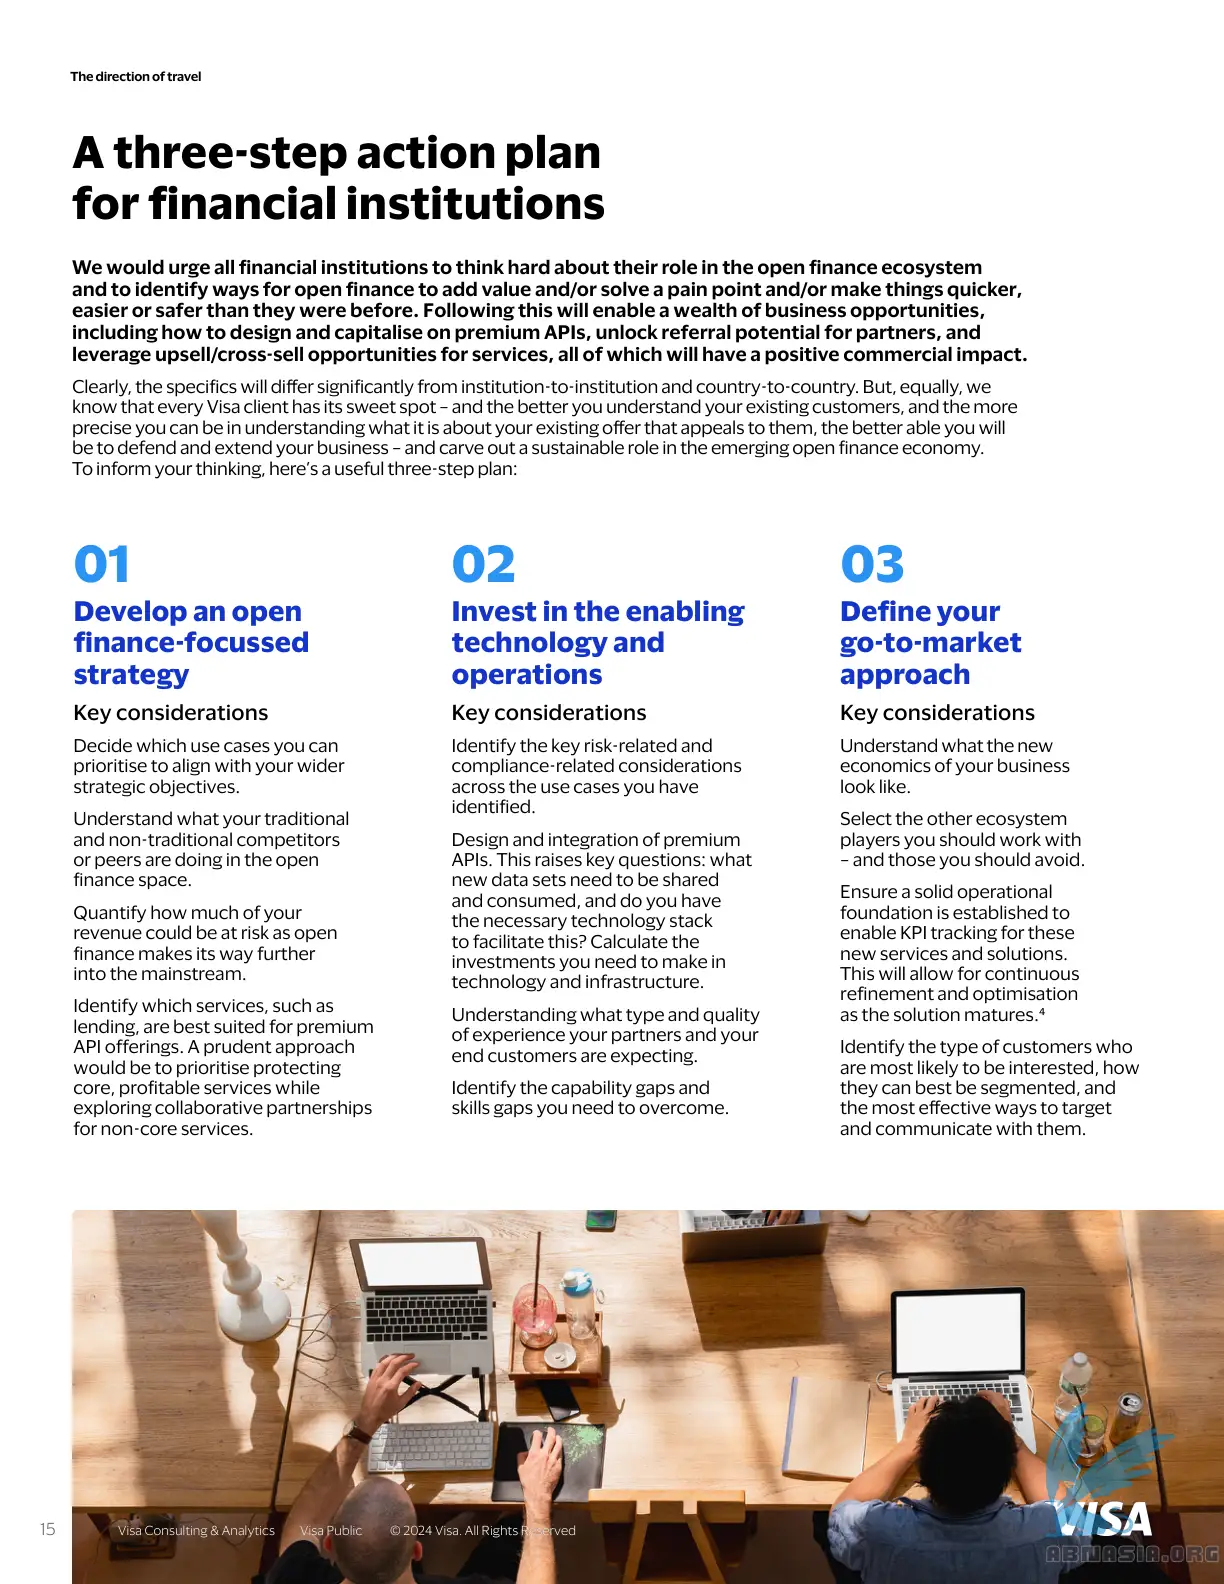 The direction of travel
A three-step action plan
for financial institutions
We would urge all financial institutions to think hard about their role in the open finance ecosystem
and to identify ways for open finance to add value and/or solve a pain point and/or make things quicker,
easier or safer than they were before. Following this will enable a wealth of business opportunities,
including how to design and capitalise on premium APIs, unlock referral potential for partners, and
leverage upsell/cross-sell opportunities for services, all of which will have a positive commercial impact.
Clearly, the specifics will differ significantly from institution-to-institution and country-to-country. But, equally, we
know that every Visa client has its sweet spot – and the better you understand your existing customers, and the more
precise you can be in understanding what it is about your existing offer that appeals to them, the better able you will
be to defend and extend your business – and carve out a sustainable role in the emerging open finance economy.
To inform your thinking, here's a useful three-step plan:
01
Develop an open
finance-focussed
strategy
Key considerations
Decide which use cases you can
prioritise to align with your wider
strategic objectives.
Understand what your traditional
and non-traditional competitors
or peers are doing in the open
finance space.
Quantify how much of your
revenue could be at risk as open
finance makes its way further
into the mainstream.
Identify which services, such as
lending, are best suited for premium
API offerings. A prudent approach
would be to prioritise protecting
core, profitable services while
exploring collaborative partnerships
for non-core services.
02
Invest in the enabling
technology and
operations
Key considerations
Identify the key risk-related and
compliance-related considerations
across the use cases you have
identified.
Design and integration of premium
APIs. This raises key questions: what
new data sets need to be shared
and consumed, and do you have
the necessary technology stack
to facilitate this? Calculate the
investments you need to make in
technology and infrastructure.
Understanding what type and quality
of experience your partners and your
end customers are expecting.
Identify the capability gaps and
skills gaps you need to overcome.
03
Define your
go-to-market
approach
Key considerations
Understand what the new
economics of your business
look like.
Select the other ecosystem
players you should work with
– and those you should avoid.
Ensure a solid operational
foundation is established to
enable KPI tracking for these
new services and solutions.
This will allow for continuous
refinement and optimisation
as the solution matures.⁴
Identify the type of customers who
are most likely to be interested, how
they can best be segmented, and
the most effective ways to target
and communicate with them.
15
Visa Consulting & Analytics Visa Public © 2024 Visa. All Rights Reserved
VISA
ABNASIA.ORG